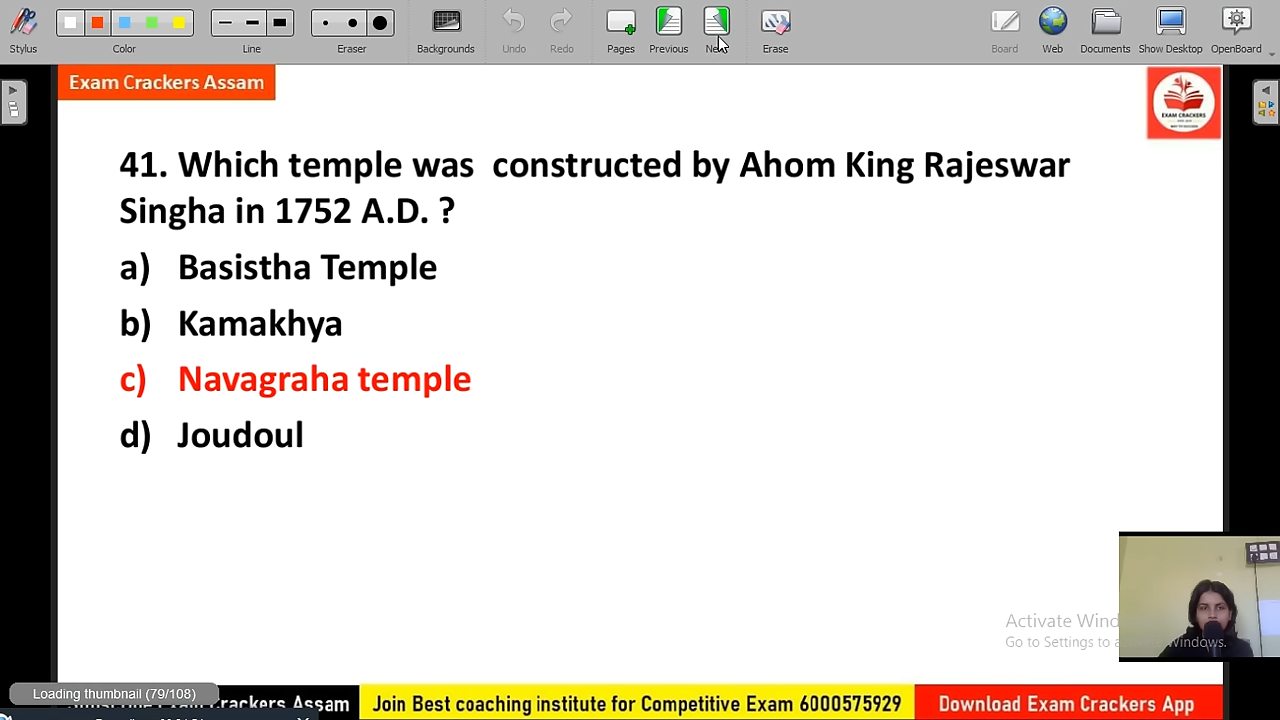 Stylus
Color
Line
Eraser
Backgrounds
Undo
Redo
Pages
Previous
Erase
Board
Web
Documents
Show Desktop
OpenBoard
Exam Crackers Assam
EXAM CRACKERS
41. Which temple was constructed by Ahom King Rajeswar
Singha in 1752 A.D. ?
a) Basistha Temple
b) Kamakhya
c) Navagraha temple
d) Joudoul
Activate Wind
Go to Settings to a Windows.
Loading thumbnail (79/108)
Crackers Assam
Join Best coaching institute for Competitive Exam 6000575929
Download Exam Crackers App